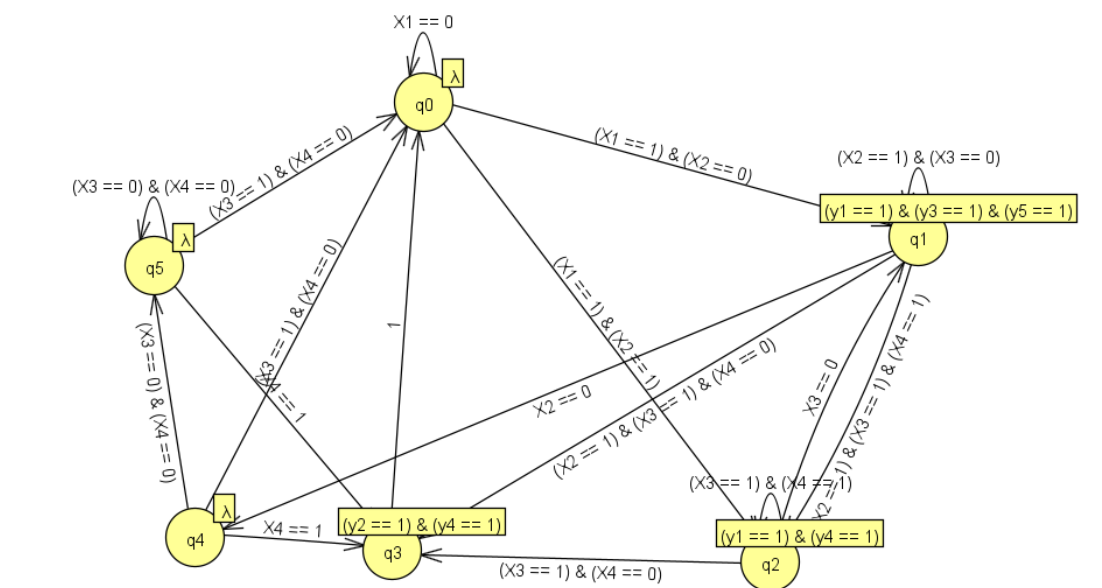 X1 == 0
λ
q0
(X1 == 1) & (X2 == 0)
(X2 == 1) & (X3 == 0)
(X3 == 1) & (X4 == 0)
(X3 == 0) & (X4 == 0)
(y1 == 1) & (y3 == 1) & (y5 == 1)
q1
λ
q5
(X3 == 1) & (X4 == 0)
(X1 == 1) & (X2 == 1)
1
(X3 == 0) & (X4 == 0)
X4 == 1
X2 == 0
(X2 == 1) & (X3 == 1) & (X4 == 0)
X3 == 0
(X2 == 1) & (X3 == 1) & (X4 == 1)
(X3 == 1) & (X4 == 1)
λ
q4
X4 == 1
(y2 == 1) & (y4 == 1)
q3
(y1 == 1) & (y4 == 1)
q2
(X3 == 1) & (X4 == 0)